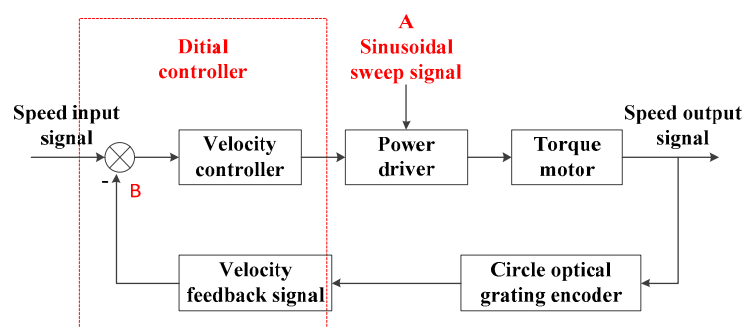 Ditial
controller
A
Sinusoidal
sweep signal
Speed input
signal
Velocity
controller
Power
driver
Torque
motor
Speed output
signal
-
B
Velocity
feedback signal
Circle optical
grating encoder